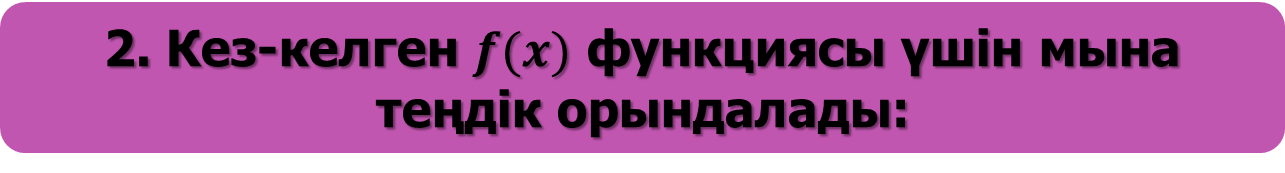 2. Кез-келген f(x) функциясы үшін мына
теңдік орындалады: